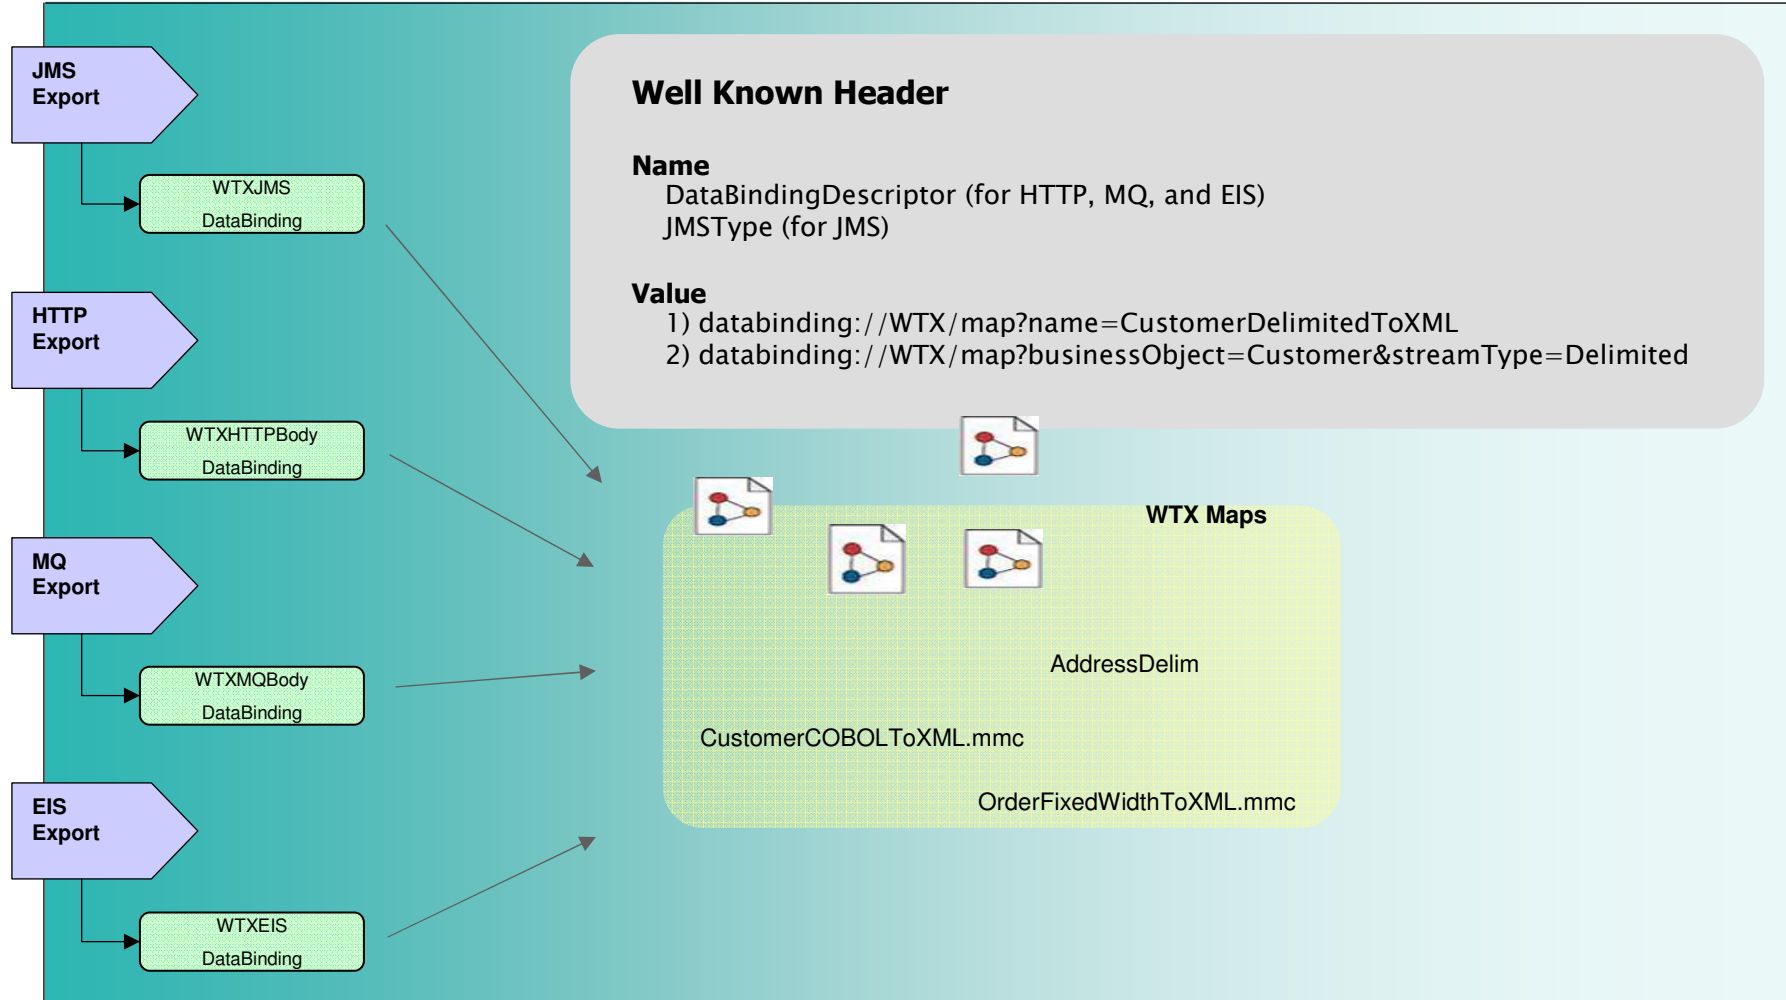 JMS
Export
WTXJMS
DataBinding
HTTP
Export
WTXHTTPBody
DataBinding
MQ
Export
WTXMQBody
DataBinding
EIS
Export
WTXEIS
DataBinding
Well Known Header
Name
DataBindingDescriptor (for HTTP, MQ, and EIS)
JMSType (for JMS)
Value
1) databinding://WTX/map?name=CustomerDelimitedToXML
2) databinding://WTX/map?businessObject=Customer&streamType=Delimited
WTX Maps
AddressDelim
CustomerCOBOLToXML.mmc
OrderFixedWidthToXML.mmc